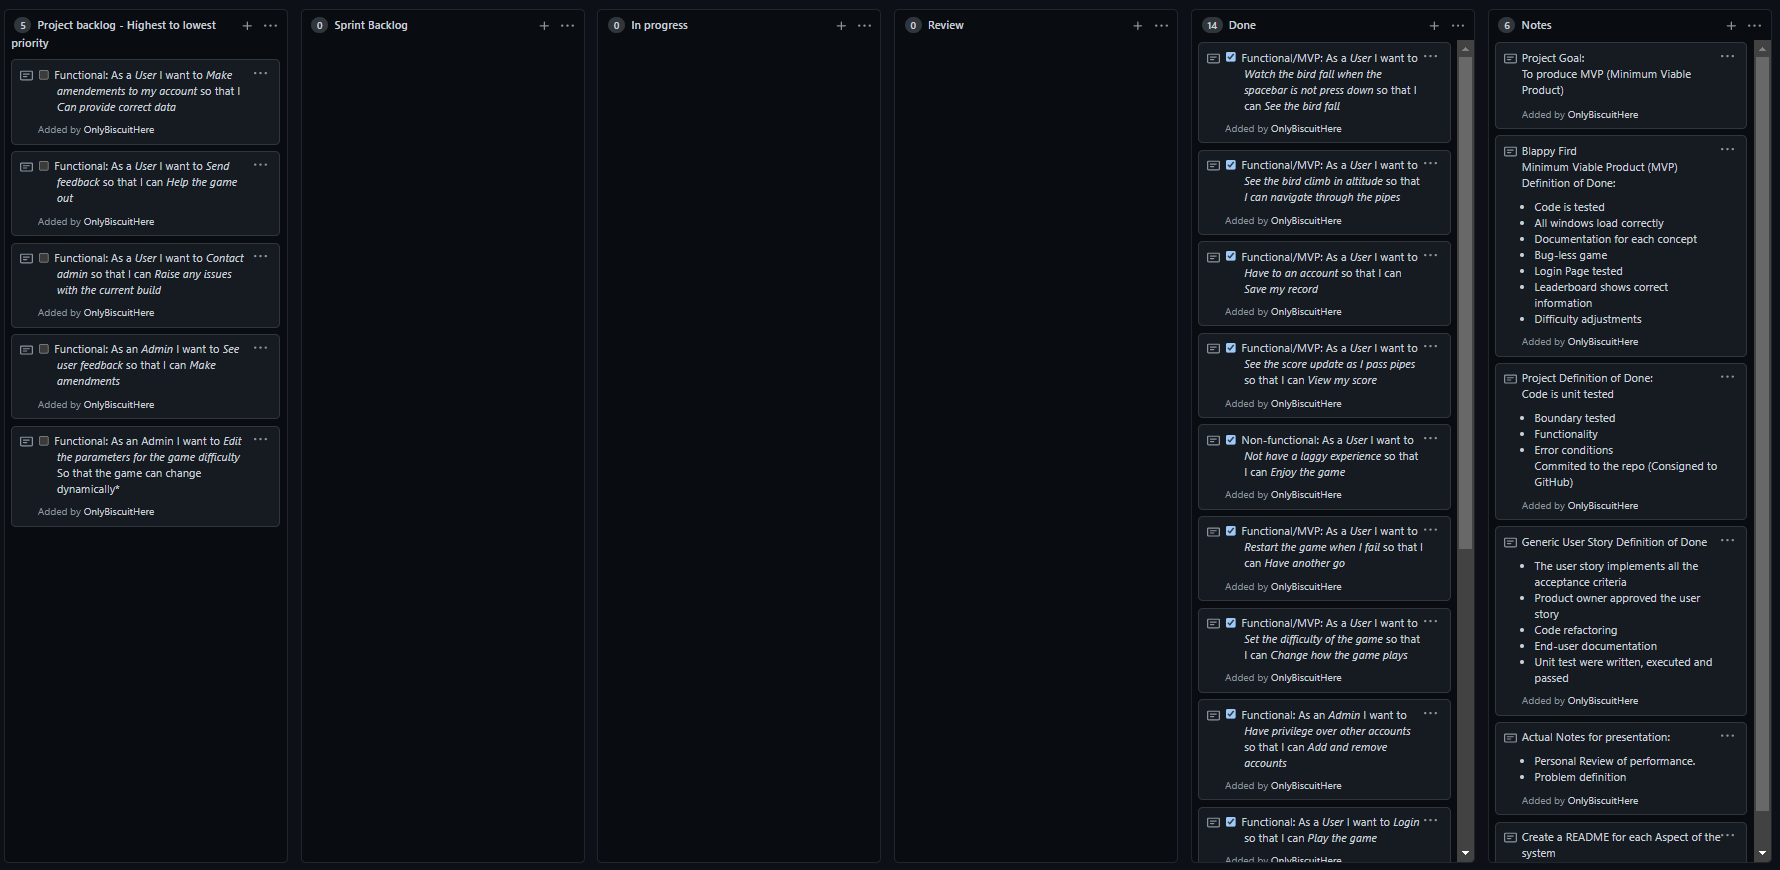 5 Project backlog - Highest to lowest
priority
Functional: As a User I want to Make
amendements to my account so that I
Can provide correct data
Added by OnlyBiscuitHere
Functional: As a User I want to Send
feedback so that I can Help the game
out
Added by OnlyBiscuitHere
Functional: As a User I want to Contact
admin so that I can Raise any issues
with the current build
Added by OnlyBiscuitHere
Functional: As an Admin I want to See
user feedback so that I can Make
amendments
Added by OnlyBiscuitHere
Functional: As an Admin I want to Edit
the parameters for the game difficulty
So that the game can change
dynamically*
Added by OnlyBiscuitHere
0 Sprint Backlog
0 In progress
0 Review
14 Done
Functional/MVP: As a User I want to
Watch the bird fall when the
spacebar is not press down so that I
can See the bird fall
Added by OnlyBiscuitHere
Functional/MVP: As a User I want to
See the bird climb in altitude so that
I can navigate through the pipes
Added by OnlyBiscuitHere
Functional/MVP: As a User I want to
Have to an account so that I can
Save my record
Added by OnlyBiscuitHere
Functional/MVP: As a User I want to
See the score update as I pass pipes
so that I can View my score
Added by OnlyBiscuitHere
Non-functional: As a User I want to
Not have a laggy experience so that
I can Enjoy the game
Added by OnlyBiscuitHere
Functional/MVP: As a User I want to
Restart the game when I fail so that I
can Have another go
Added by OnlyBiscuitHere
Functional/MVP: As a User I want to
Set the difficulty of the game so that
I can Change how the game plays
Added by OnlyBiscuitHere
Functional: As an Admin I want to
Have privilege over other accounts
so that I can Add and remove
accounts
Added by OnlyBiscuitHere
Functional: As a User I want to Login
so that I can Play the game
Added by OnlyBiscuitHere
6 Notes
Project Goal:
To produce MVP (Minimum Viable
Product)
Added by OnlyBiscuitHere
Blappy Fird
Minimum Viable Product (MVP)
Definition of Done:
• Code is tested
• All windows load correctly
• Documentation for each concept
• Bug-less game
• Login Page tested
• Leaderboard shows correct
information
• Difficulty adjustments
Added by OnlyBiscuitHere
Project Definition of Done:
Code is unit tested
• Boundary tested
• Functionality
• Error conditions
Commited to the repo (Consigned to
GitHub)
Added by OnlyBiscuitHere
Generic User Story Definition of Done
• The user story implements all the
acceptance criteria
• Product owner approved the user
story
• Code refactoring
• End-user documentation
• Unit test were written, executed and
passed
Added by OnlyBiscuitHere
Actual Notes for presentation:
• Personal Review of performance.
• Problem definition
Added by OnlyBiscuitHere
Create a README for each Aspect of the
system